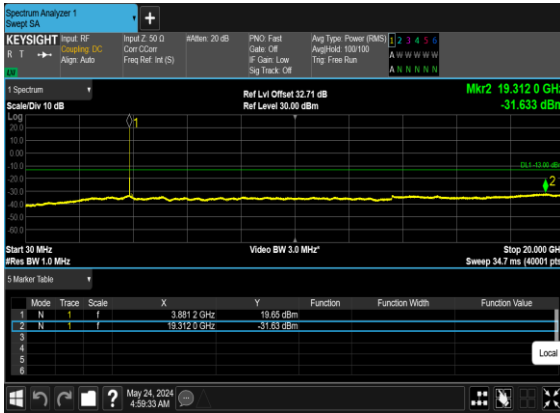 Spectrum Analyzer 1
Swept SA
+
KEYSIGHT Input: RF Input Z: 50 Ω #Atten: 20 dB PNO: Fast Avg Type: Power (RMS) 1 2 3 4 5 6
R T Coupling: DC Corr CCorr Gate: Off Avg|Hold: 100/100 A W W W W W
Align: Auto Freq Ref: Int (S) IF Gain: Low Trig: Free Run
Sig Track: Off A N N N N N
1 Spectrum
Scale/Div 10 dB
Ref Lvl Offset 32.71 dB
Ref Level 30.00 dBm
Mkr2 19.312 0 GHz
-31.633 dBm
Log
20.0
10.0
0.00
-10.0
-20.0
-30.0
-40.0
-50.0
-60.0
1
DL1 -13.00 dBm
2
Start 30 MHz Video BW 3.0 MHz* Stop 20.000 GH
#Res BW 1.0 MHz Sweep 34.7 ms (40001 pts
5 Marker Table
Mode Trace Scale X Y Function Function Width Function Value
1 N 1 f 3.881 2 GHz 19.65 dBm
2 N 1 f 19.312 0 GHz -31.63 dBm
3
4
5
6
Local
?
May 24, 2024
4:59:33 AM